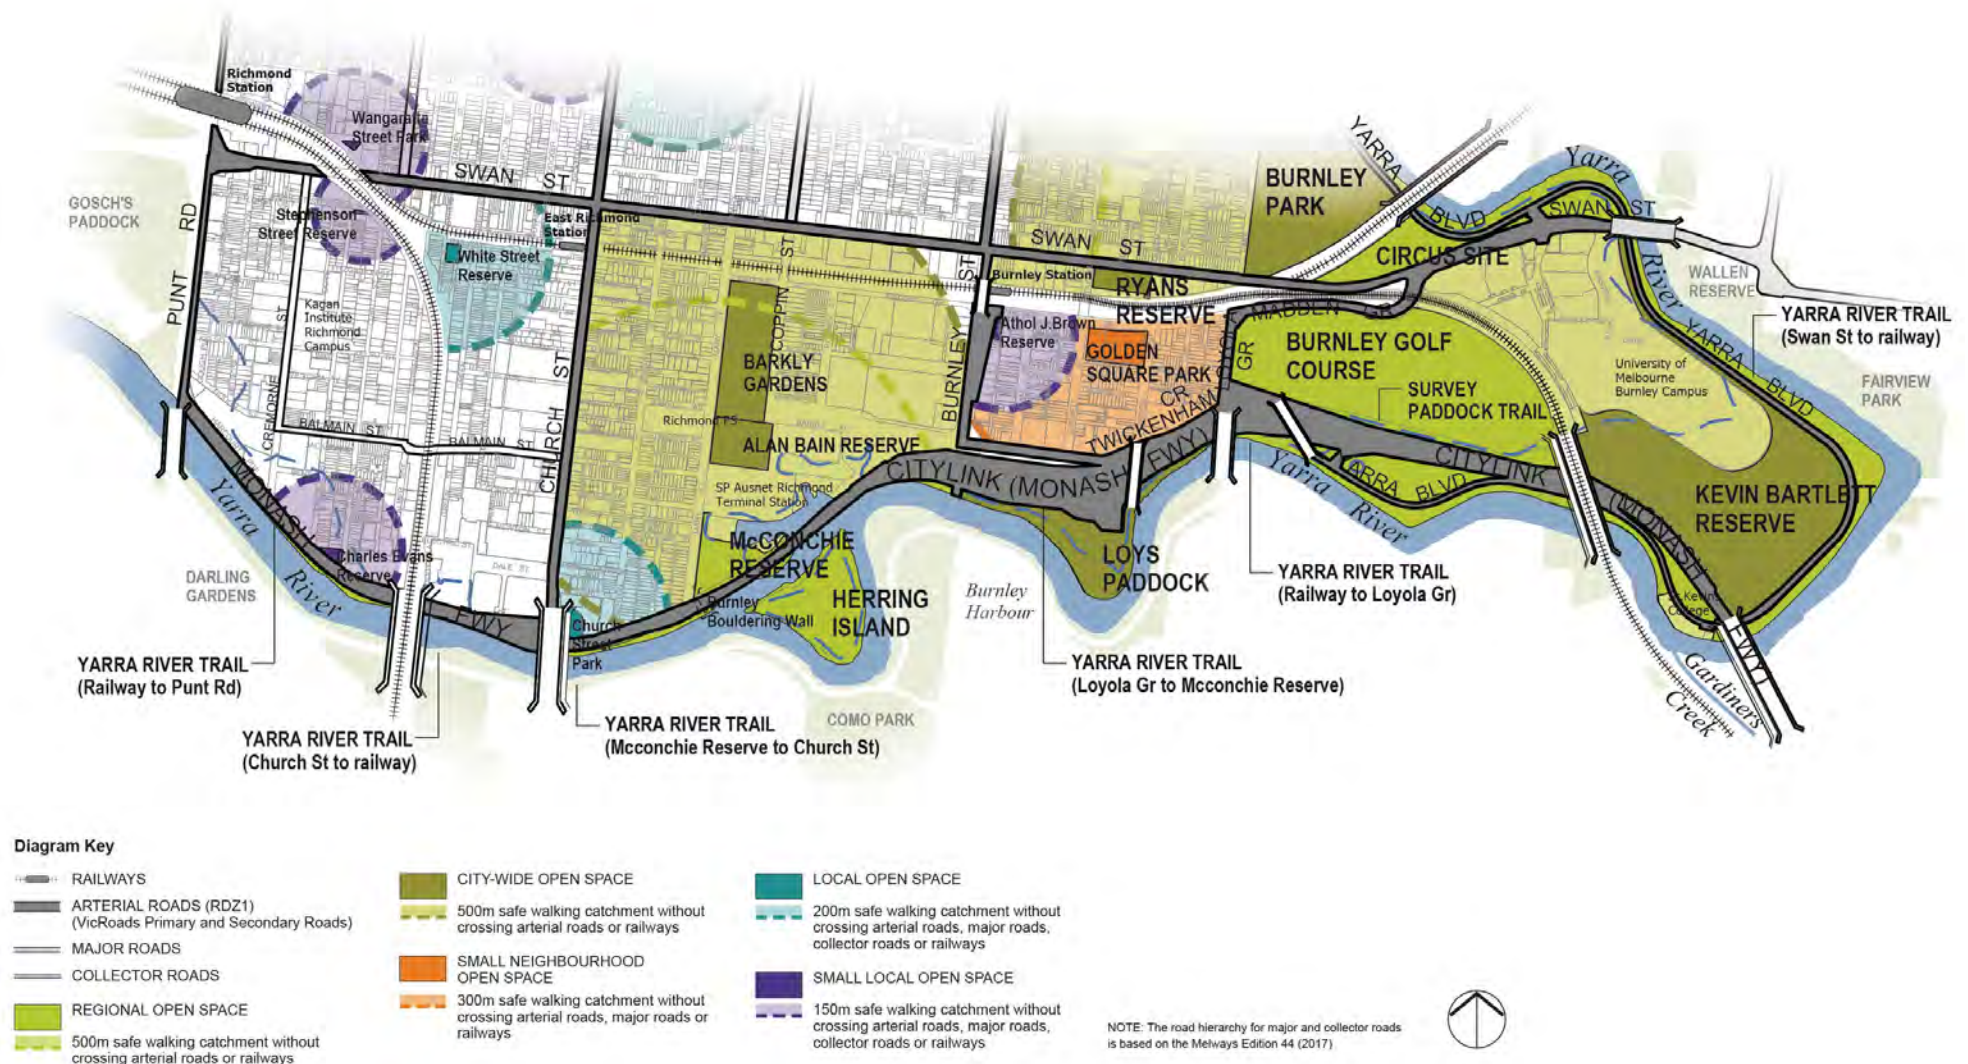 Richmond
Station
Wangaratta
Street Park
SWAN ST
GOSCH'S
PADDOCK
PUNT RD
Stephenson
Street Reserve
East Richmond
Station
White Street
Reserve
Kagan
Institute
Richmond
Campus
CREMORNE ST
BALMAIN ST
BALMAIN ST
CHURCH ST
COPPIN ST
BARKLY
GARDENS
Richmond PS
ALAN BAIN RESERVE
SP Ausnet Richmond
Terminal Station
BURNLEY ST
SWAN ST
Burnley Station
RYANS
RESERVE
Athol J.Brown
Reserve
GOLDEN
SQUARE PARK
TWICKENHAM CR
GR
MADDEN GR
BURNLEY
PARK
YARRA BLVD
SWAN ST
Yarra River
CIRCUS SITE
WALLEN
RESERVE
YARRA RIVER TRAIL
(Swan St to railway)
BURNLEY GOLF
COURSE
SURVEY
PADDOCK TRAIL
University of
Melbourne
Burnley Campus
YARRA BLVD
FAIRVIEW
PARK
CITYLINK (MONASH FWY)
CITYLINK (MONASH FWY)
YARRA BLVD
KEVIN BARTLETT
RESERVE
St Kevins
College
Yarra River
Gardiners
Creek
MONASH FWY
Yarra River
Charles Evans
Reserve
DALE ST
DARLING
GARDENS
Church
Street
Park
McCONCHIE
RESERVE
Burnley
Bouldering Wall
HERRING
ISLAND
Burnley
Harbour
LOYS
PADDOCK
YARRA RIVER TRAIL
(Railway to Loyola Gr)
YARRA RIVER TRAIL
(Loyola Gr to Mcconchie Reserve)
YARRA RIVER TRAIL
(Railway to Punt Rd)
YARRA RIVER TRAIL
(Church St to railway)
YARRA RIVER TRAIL
(Mcconchie Reserve to Church St)
COMO PARK
Diagram Key
RAILWAYS
ARTERIAL ROADS (RDZ1)
(VicRoads Primary and Secondary Roads)
MAJOR ROADS
COLLECTOR ROADS
REGIONAL OPEN SPACE
500m safe walking catchment without
crossing arterial roads or railways
CITY-WIDE OPEN SPACE
500m safe walking catchment without
crossing arterial roads or railways
SMALL NEIGHBOURHOOD
OPEN SPACE
300m safe walking catchment without
crossing arterial roads, major roads or
railways
LOCAL OPEN SPACE
200m safe walking catchment without
crossing arterial roads, major roads,
collector roads or railways
SMALL LOCAL OPEN SPACE
150m safe walking catchment without
crossing arterial roads, major roads,
collector roads or railways
NOTE: The road hierarchy for major and collector roads
is based on the Melways Edition 44 (2017)